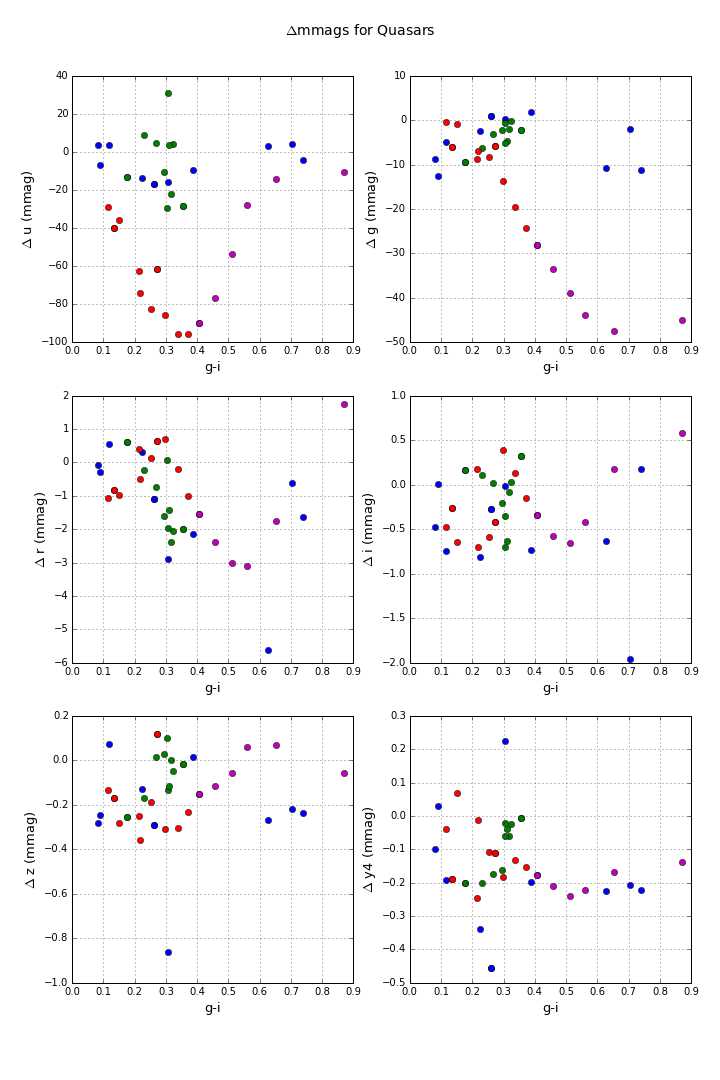 Δmmags for Quasars
Δ u (mmag)
40
20
0
−20
−40
−60
−80
−100
0.0 0.1 0.2 0.3 0.4 0.5 0.6 0.7 0.8 0.9
g-i
Δ g (mmag)
10
0
−10
−20
−30
−40
−50
0.0 0.1 0.2 0.3 0.4 0.5 0.6 0.7 0.8 0.9
g-i
Δ r (mmag)
2
1
0
−1
−2
−3
−4
−5
−6
0.0 0.1 0.2 0.3 0.4 0.5 0.6 0.7 0.8 0.9
g-i
Δ i (mmag)
1.0
0.5
0.0
−0.5
−1.0
−1.5
−2.0
0.0 0.1 0.2 0.3 0.4 0.5 0.6 0.7 0.8 0.9
g-i
Δ z (mmag)
0.2
0.0
−0.2
−0.4
−0.6
−0.8
−1.0
0.0 0.1 0.2 0.3 0.4 0.5 0.6 0.7 0.8 0.9
g-i
Δ y4 (mmag)
0.3
0.2
0.1
0.0
−0.1
−0.2
−0.3
−0.4
−0.5
0.0 0.1 0.2 0.3 0.4 0.5 0.6 0.7 0.8 0.9
g-i